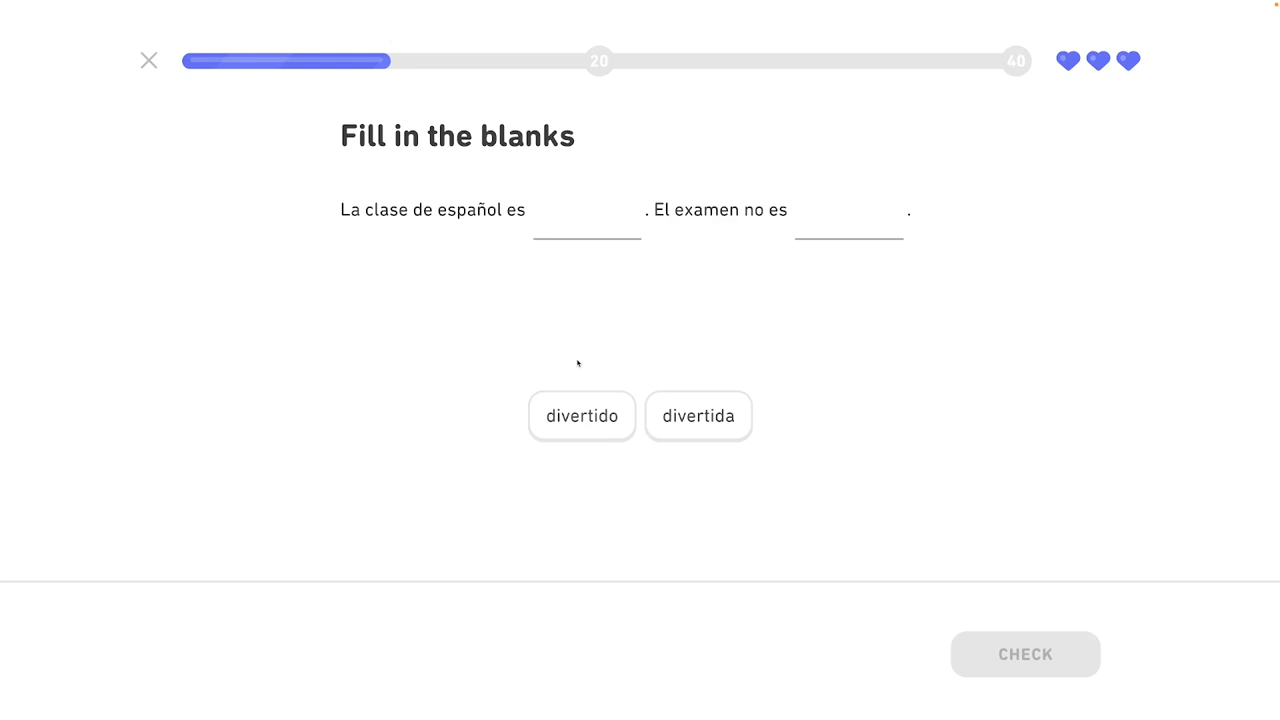 20
40
Fill in the blanks
La clase de español es . El examen no es .
divertido divertida
CHECK